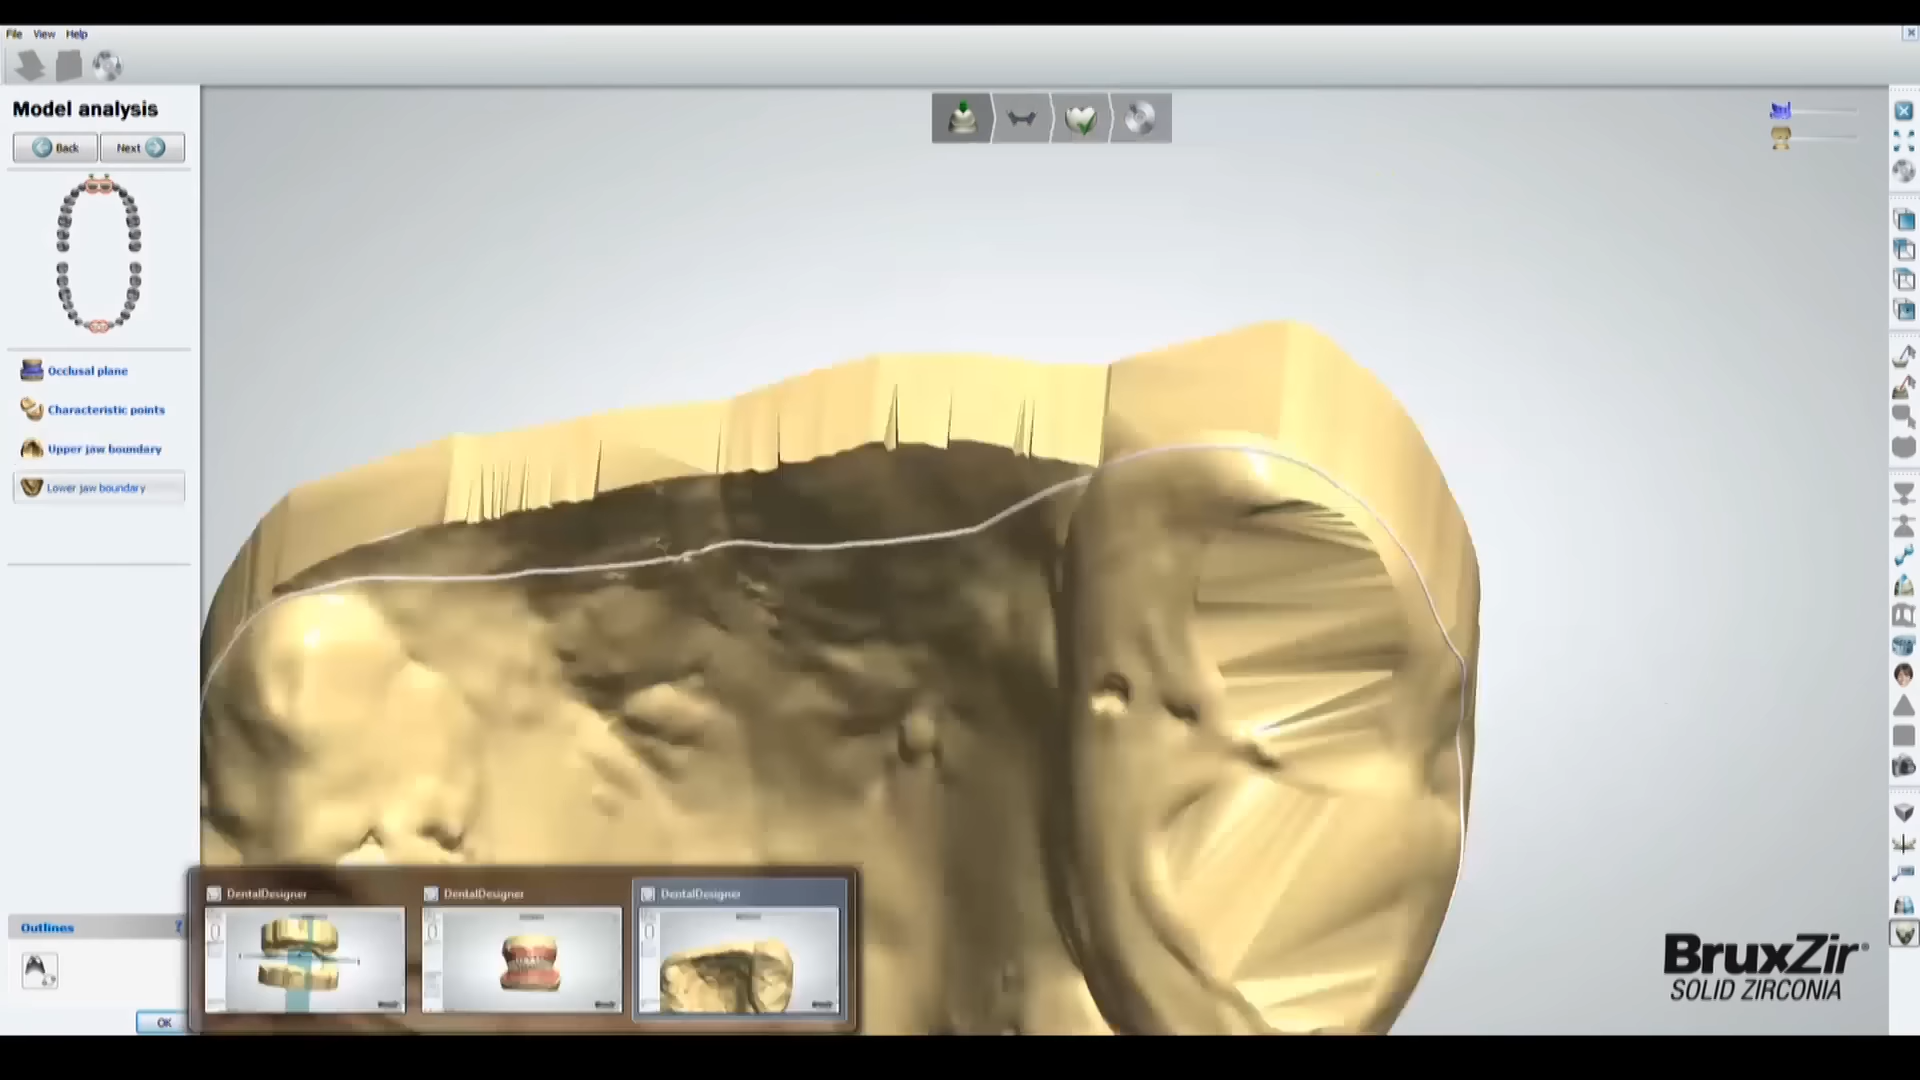 File View Help
Model analysis
Back Next
Occlusal plane
Characteristic points
Upper jaw boundary
Lower jaw boundary
Outlines ?
OK
DentalDesigner DentalDesigner DentalDesigner
BruxZir®
SOLID ZIRCONIA